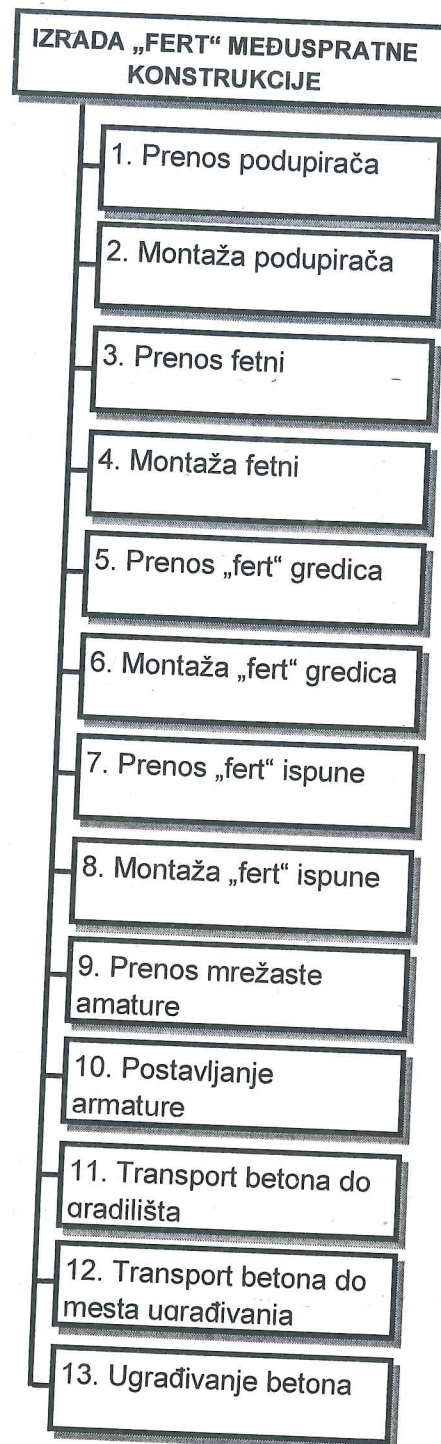 IZRADA „FERT“ MEĐUSPRATNE
KONSTRUKCIJE
1. Prenos podupirača
2. Montaža podupirača
3. Prenos fetni
4. Montaža fetni
5. Prenos „fert“ gredica
6. Montaža „fert“ gredica
7. Prenos „fert“ ispune
8. Montaža „fert“ ispune
9. Prenos mrežaste
amature
10. Postavljanje
armature
11. Transport betona do
gradilišta
12. Transport betona do
mesta ugrađivanja
13. Ugrađivanje betona